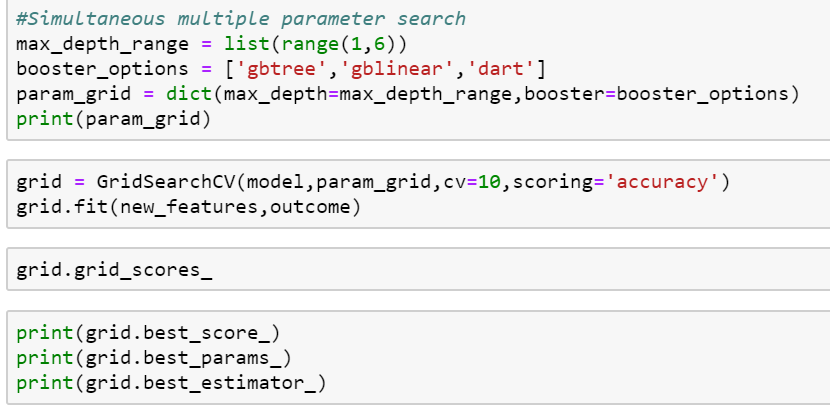 #Simultaneous multiple parameter search
max_depth_range = list(range(1,6))
booster_options = ['gbtree','gblinear','dart']
param_grid = dict(max_depth=max_depth_range,booster=booster_options)
print(param_grid)
grid = GridSearchCV(model,param_grid,cv=10,scoring='accuracy')
grid.fit(new_features,outcome)
grid.grid_scores_
print(grid.best_score_)
print(grid.best_params_)
print(grid.best_estimator_)